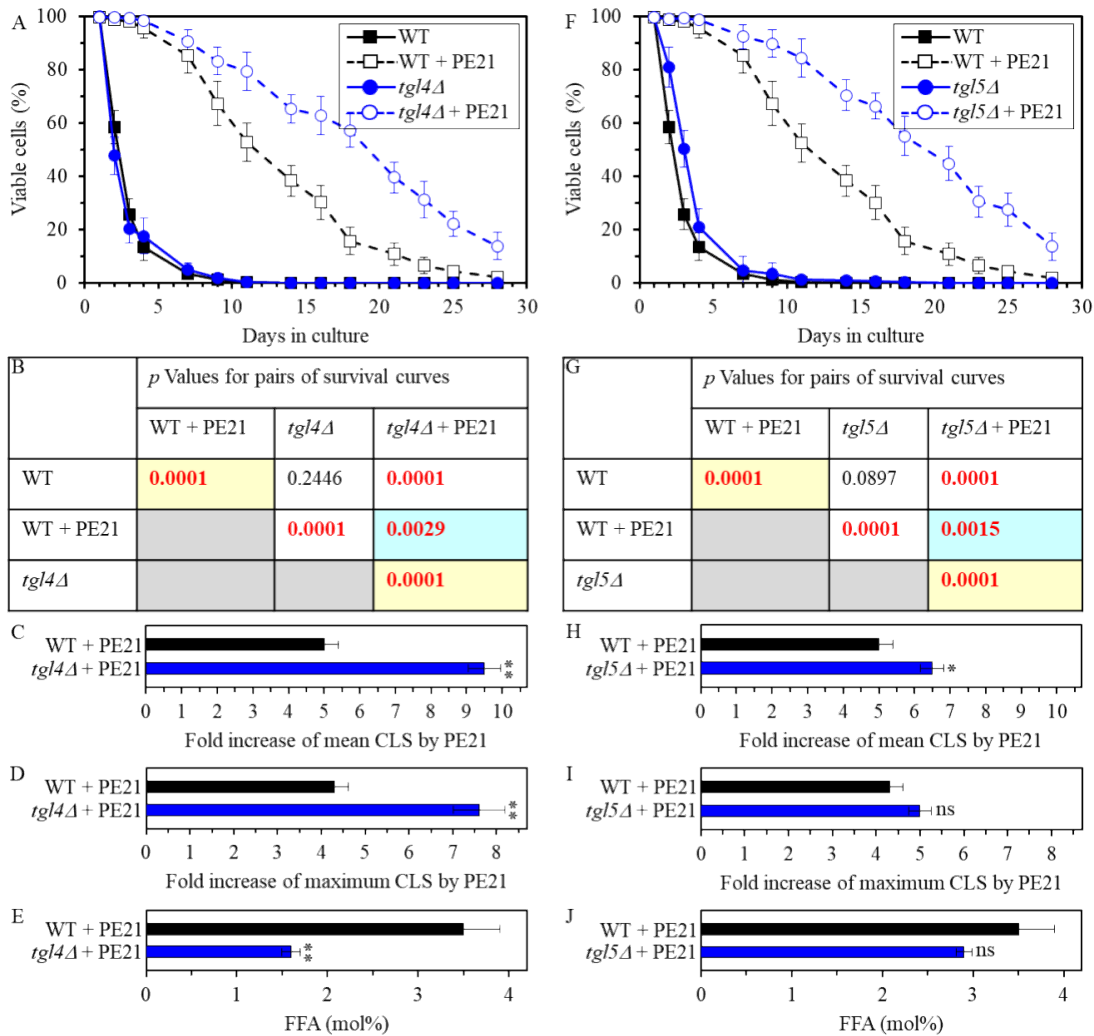 A
100
80
60
40
20
0
Viable cells (%)
0 5 10 15 20 25 30
Days in culture
WT
WT + PE21
tgl4Δ
tgl4Δ + PE21
F
100
80
60
40
20
0
Viable cells (%)
0 5 10 15 20 25 30
Days in culture
WT
WT + PE21
tgl5Δ
tgl5Δ + PE21
B
p Values for pairs of survival curves
WT + PE21 tgl4Δ tgl4Δ + PE21
WT 0.0001 0.2446 0.0001
WT + PE21 0.0001 0.0029
tgl4Δ 0.0001
G
p Values for pairs of survival curves
WT + PE21 tgl5Δ tgl5Δ + PE21
WT 0.0001 0.0897 0.0001
WT + PE21 0.0001 0.0015
tgl5Δ 0.0001
C
WT + PE21
tgl4Δ + PE21 **
0 1 2 3 4 5 6 7 8 9 10
Fold increase of mean CLS by PE21
H
WT + PE21
tgl5Δ + PE21 *
0 1 2 3 4 5 6 7 8 9 10
Fold increase of mean CLS by PE21
D
WT + PE21
tgl4Δ + PE21 **
0 1 2 3 4 5 6 7 8
Fold increase of maximum CLS by PE21
I
WT + PE21
tgl5Δ + PE21 ns
0 1 2 3 4 5 6 7 8
Fold increase of maximum CLS by PE21
E
WT + PE21
tgl4Δ + PE21 **
0 1 2 3 4
FFA (mol%)
J
WT + PE21
tgl5Δ + PE21 ns
0 1 2 3 4
FFA (mol%)